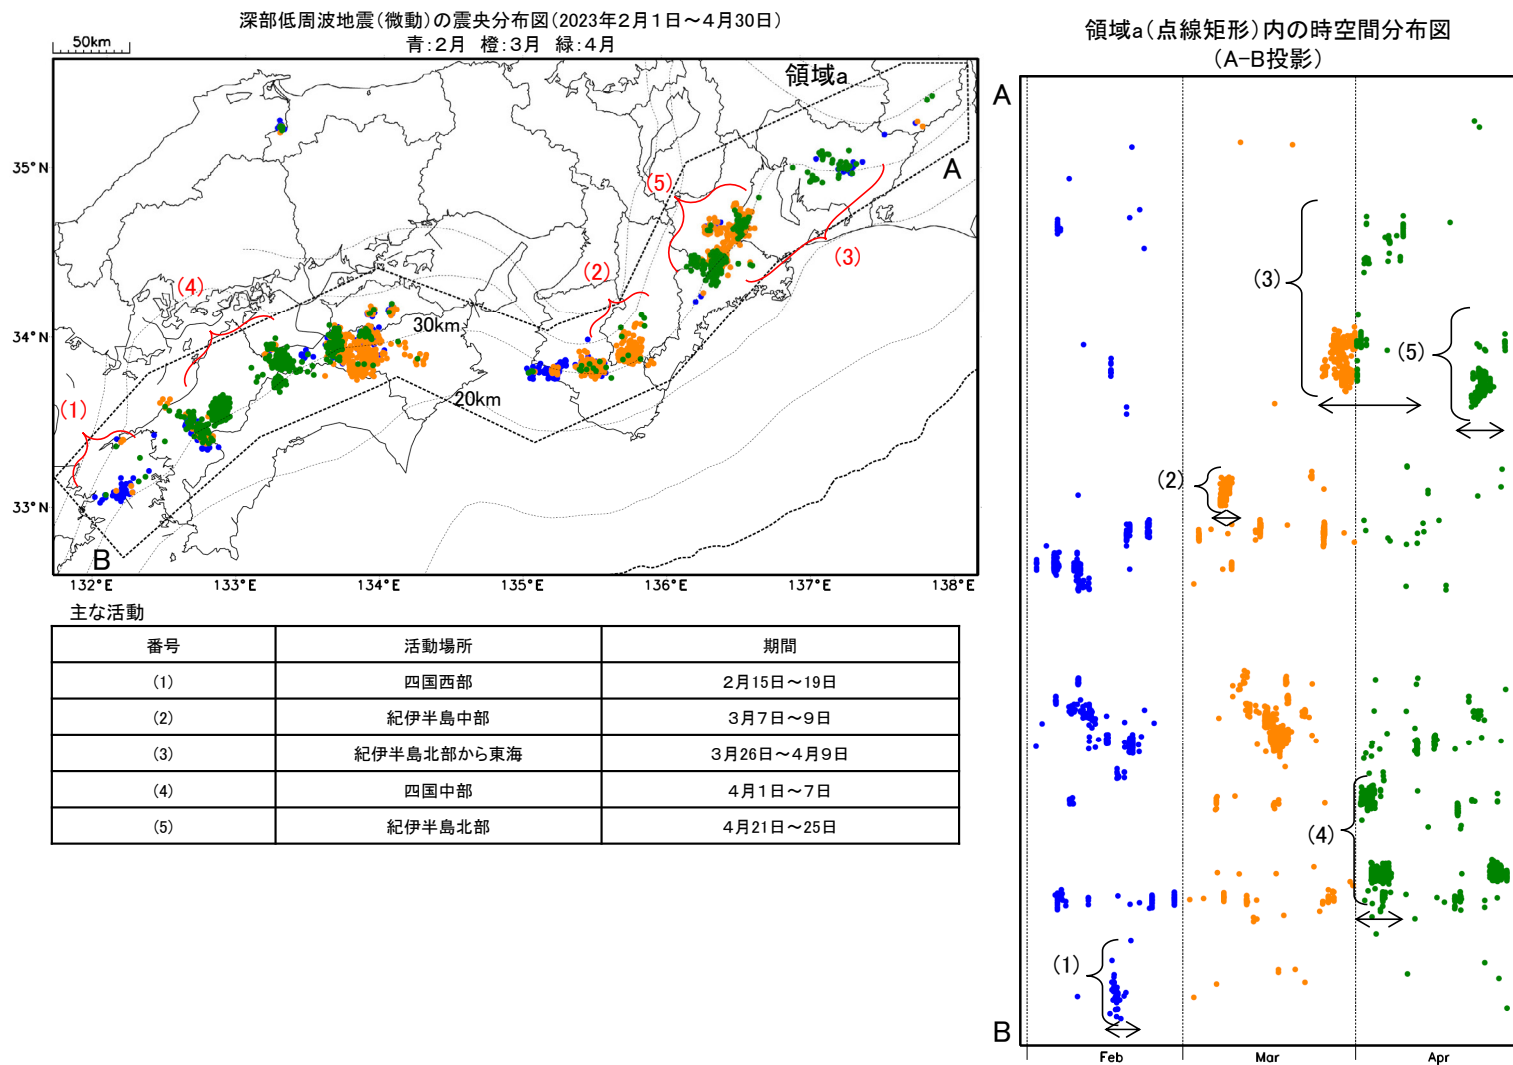 深部低周波地震(微動)の震央分布図(2023年2月1日～4月30日)
青:2月 橙:3月 緑:4月
50km
領域a
35°N
34°N
33°N
132°E
133°E
134°E
135°E
136°E
137°E
138°E
A
B
(1)
(2)
(3)
(4)
(5)
30km
20km
主な活動
番号 活動場所 期間
(1) 四国西部 2月15日～19日
(2) 紀伊半島中部 3月7日～9日
(3) 紀伊半島北部から東海 3月26日～4月9日
(4) 四国中部 4月1日～7日
(5) 紀伊半島北部 4月21日～25日
領域a(点線矩形)内の時空間分布図
(A-B投影)
A
(3)
(5)
(2)
(4)
(1)
B
Feb
Mar
Apr